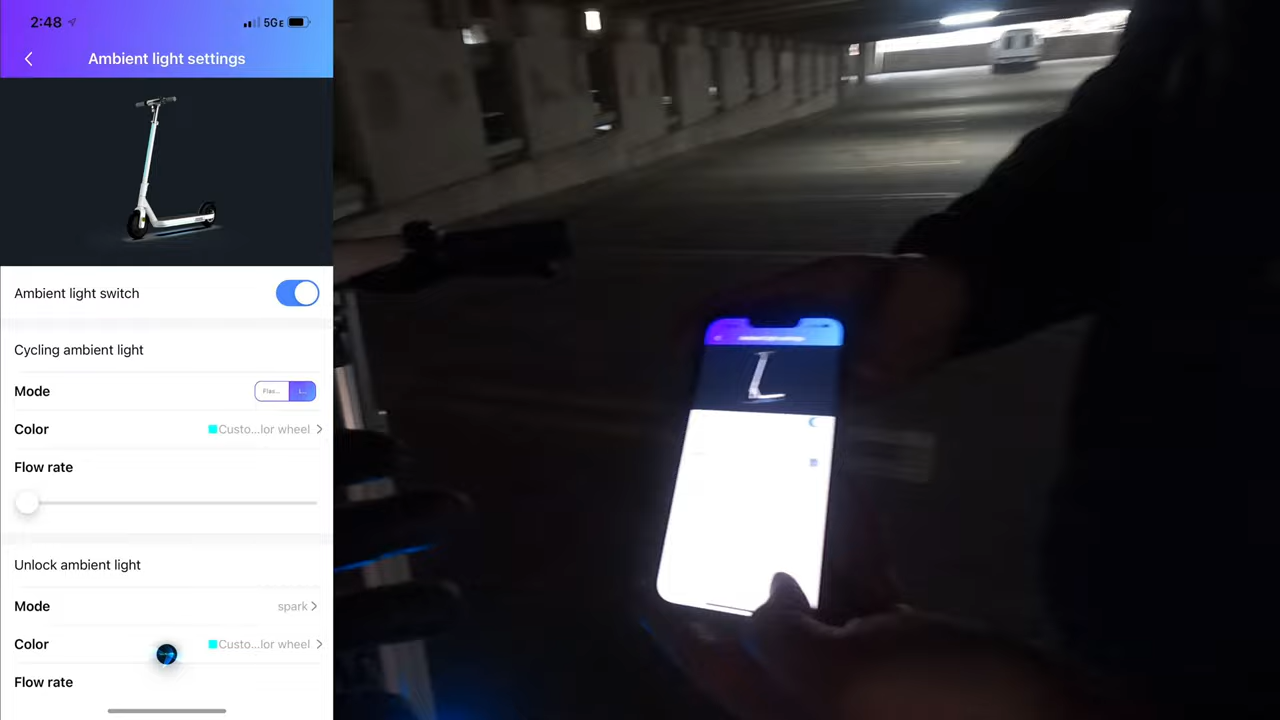 2:48
5GE
Ambient light settings
Ambient light switch
Cycling ambient light
Mode
Flas... L...
Color
Custo...lor wheel
Flow rate
Unlock ambient light
Mode
spark
Color
Custo...lor wheel
Flow rate